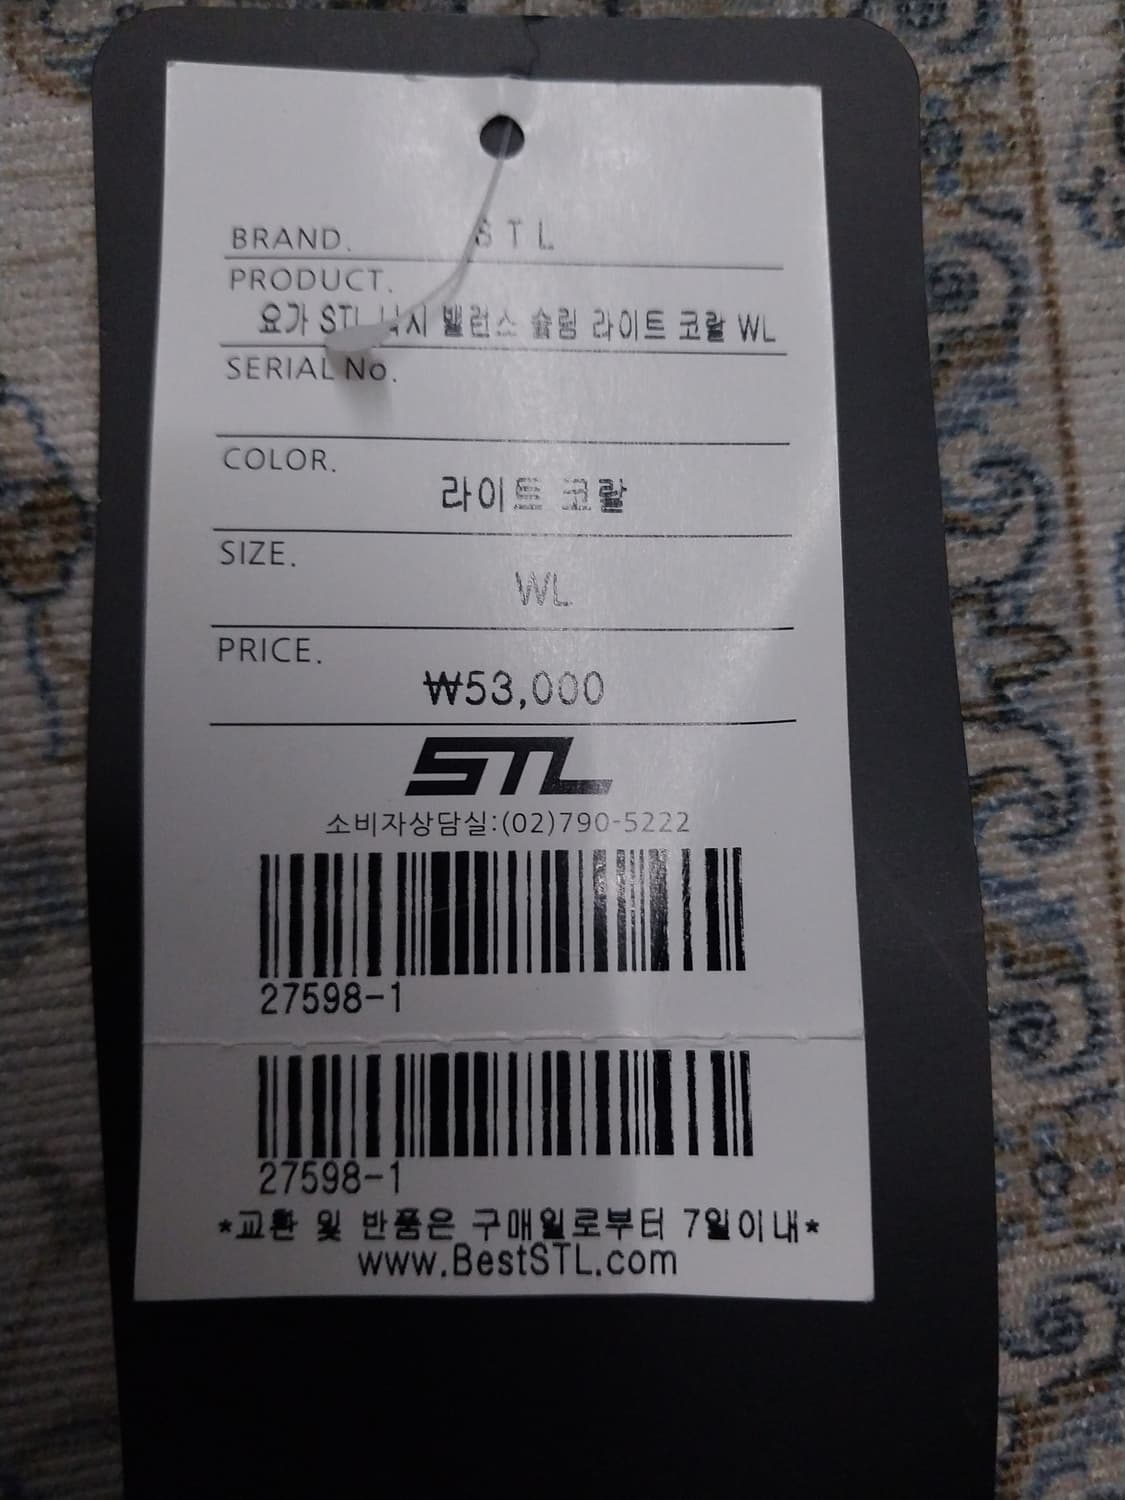 BRAND. STL
PRODUCT.
요가 STL 밸런스 슬림 라이트 코랄 WL
SERIAL No.
COLOR.
라이트 코랄
SIZE.
WL
PRICE.
₩53,000
STL
소비자상담실:(02)790-5222
27598-1
27598-1
*교환 및 반품은 구매일로부터 7일이내*
www.BestSTL.com